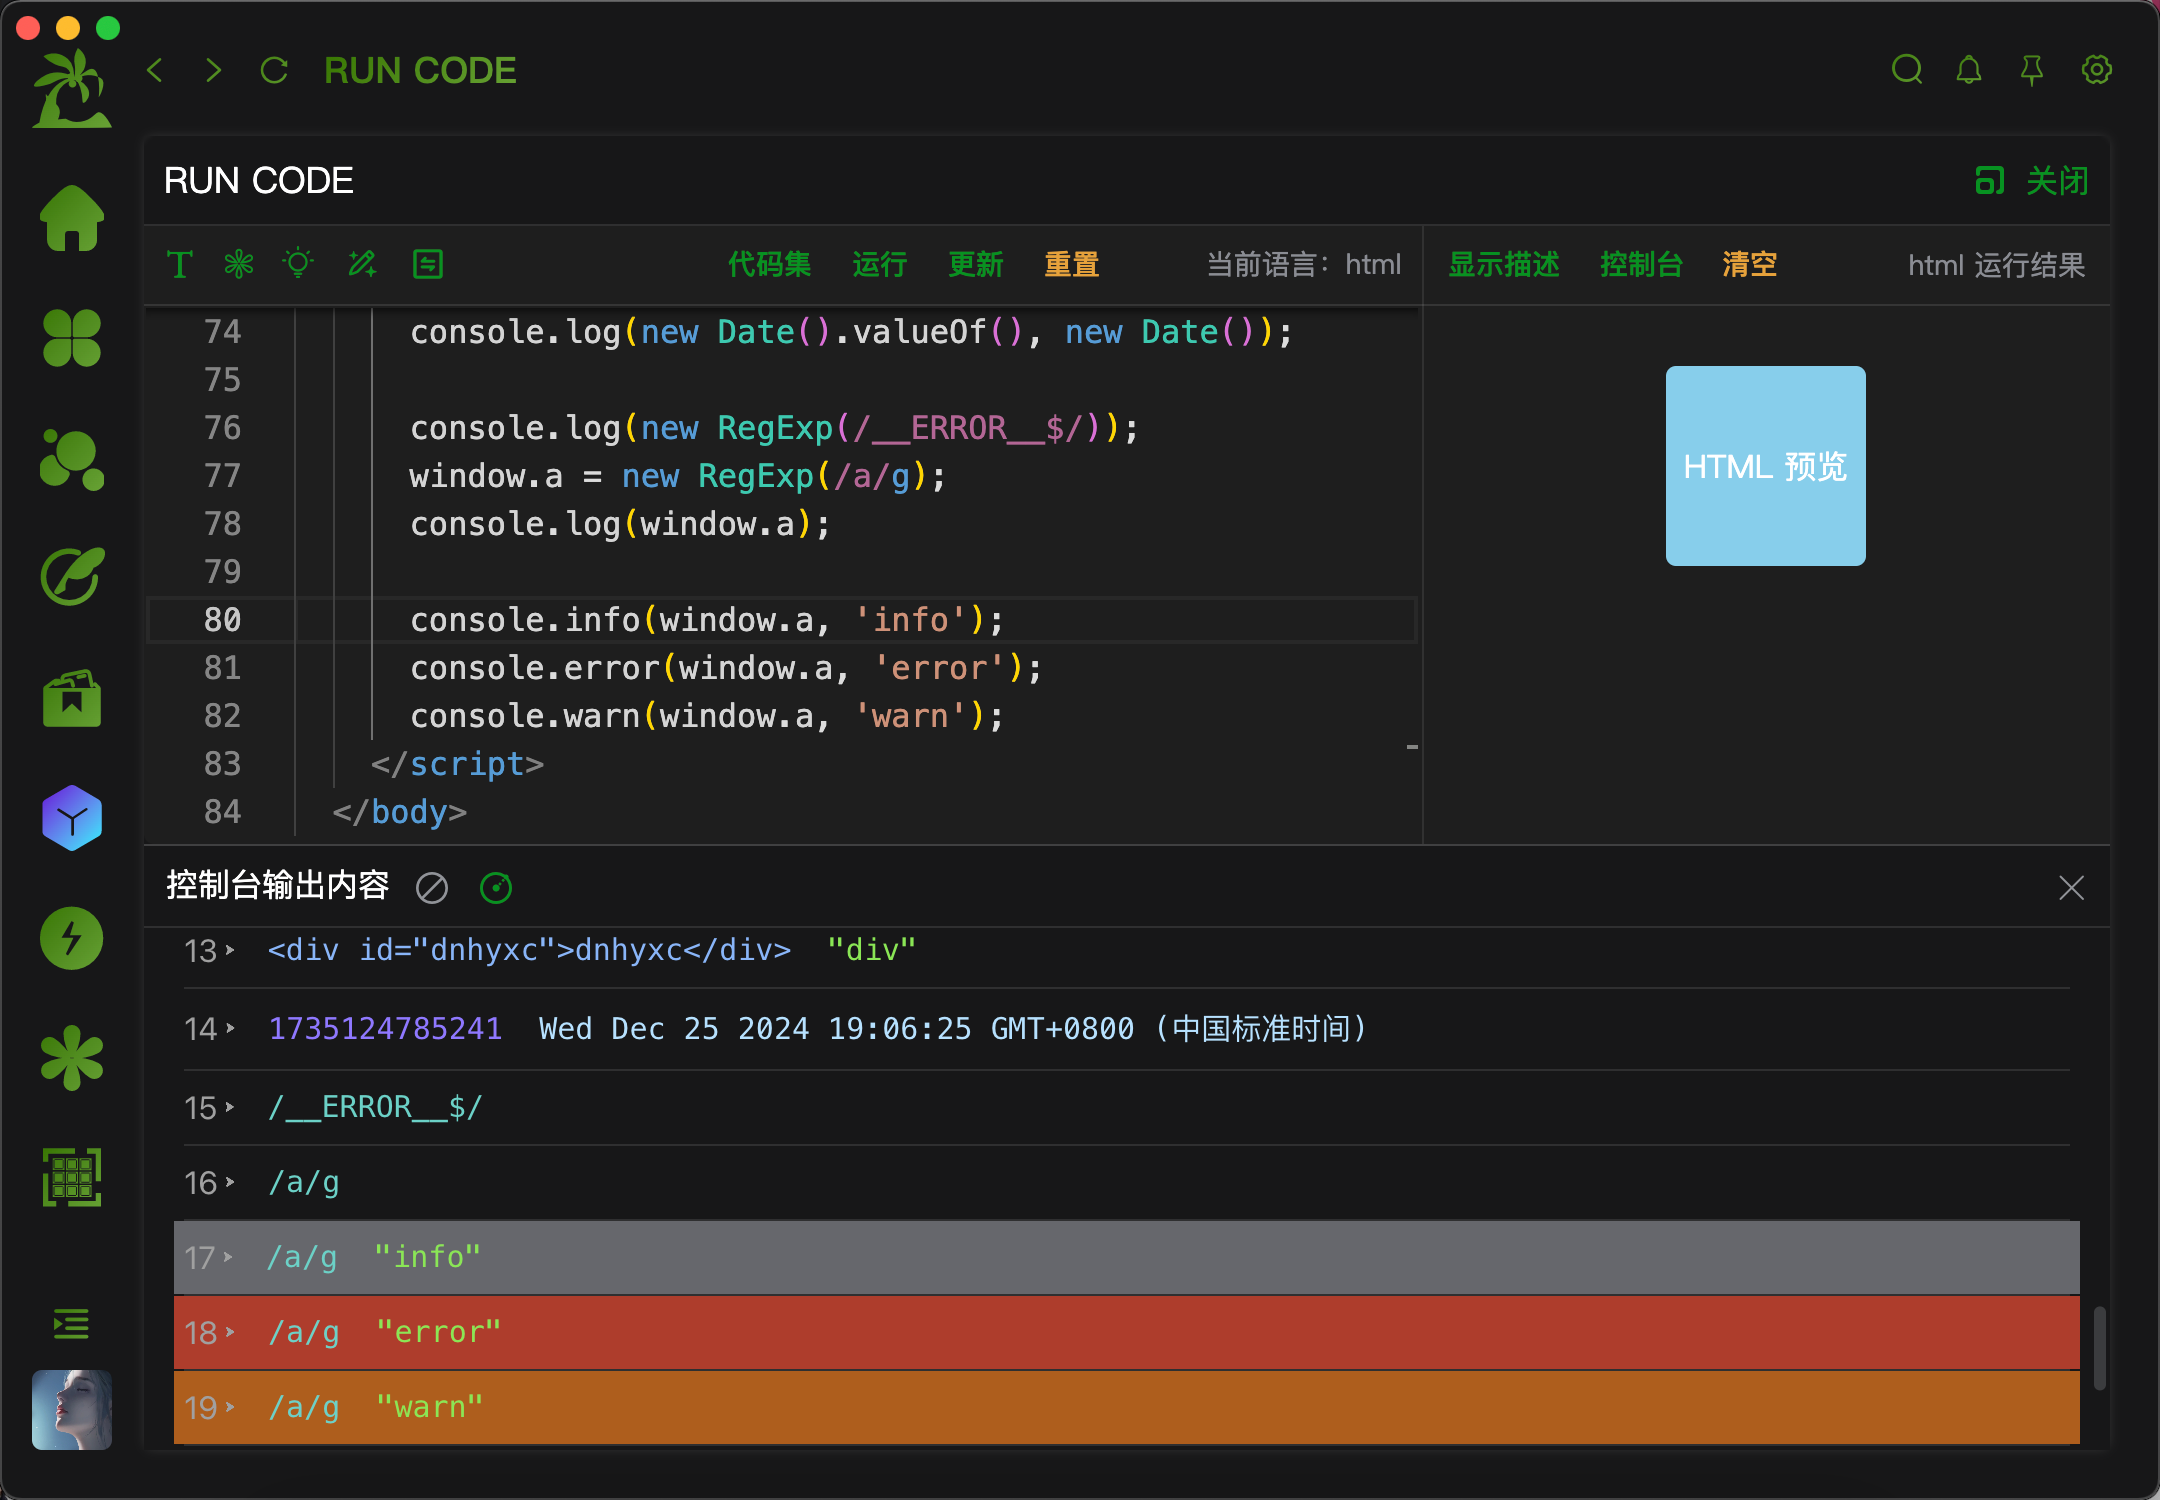 RUN CODE
RUN CODE
关闭
代码集 运行 更新 重置 当前语言：html
显示描述 控制台 清空 html 运行结果
74 console.log(new Date().valueOf(), new Date());
75
76 console.log(new RegExp(/__ERROR__$/));
77 window.a = new RegExp(/a/g);
78 console.log(window.a);
79
80 console.info(window.a, 'info');
81 console.error(window.a, 'error');
82 console.warn(window.a, 'warn');
83 </script>
84 </body>
HTML 预览
控制台输出内容
13 <div id="dnhyxc">dnhyxc</div> "div"
14 1735124785241 Wed Dec 25 2024 19:06:25 GMT+0800 (中国标准时间)
15 /__ERROR__$/
16 /a/g
17 /a/g "info"
18 /a/g "error"
19 /a/g "warn"